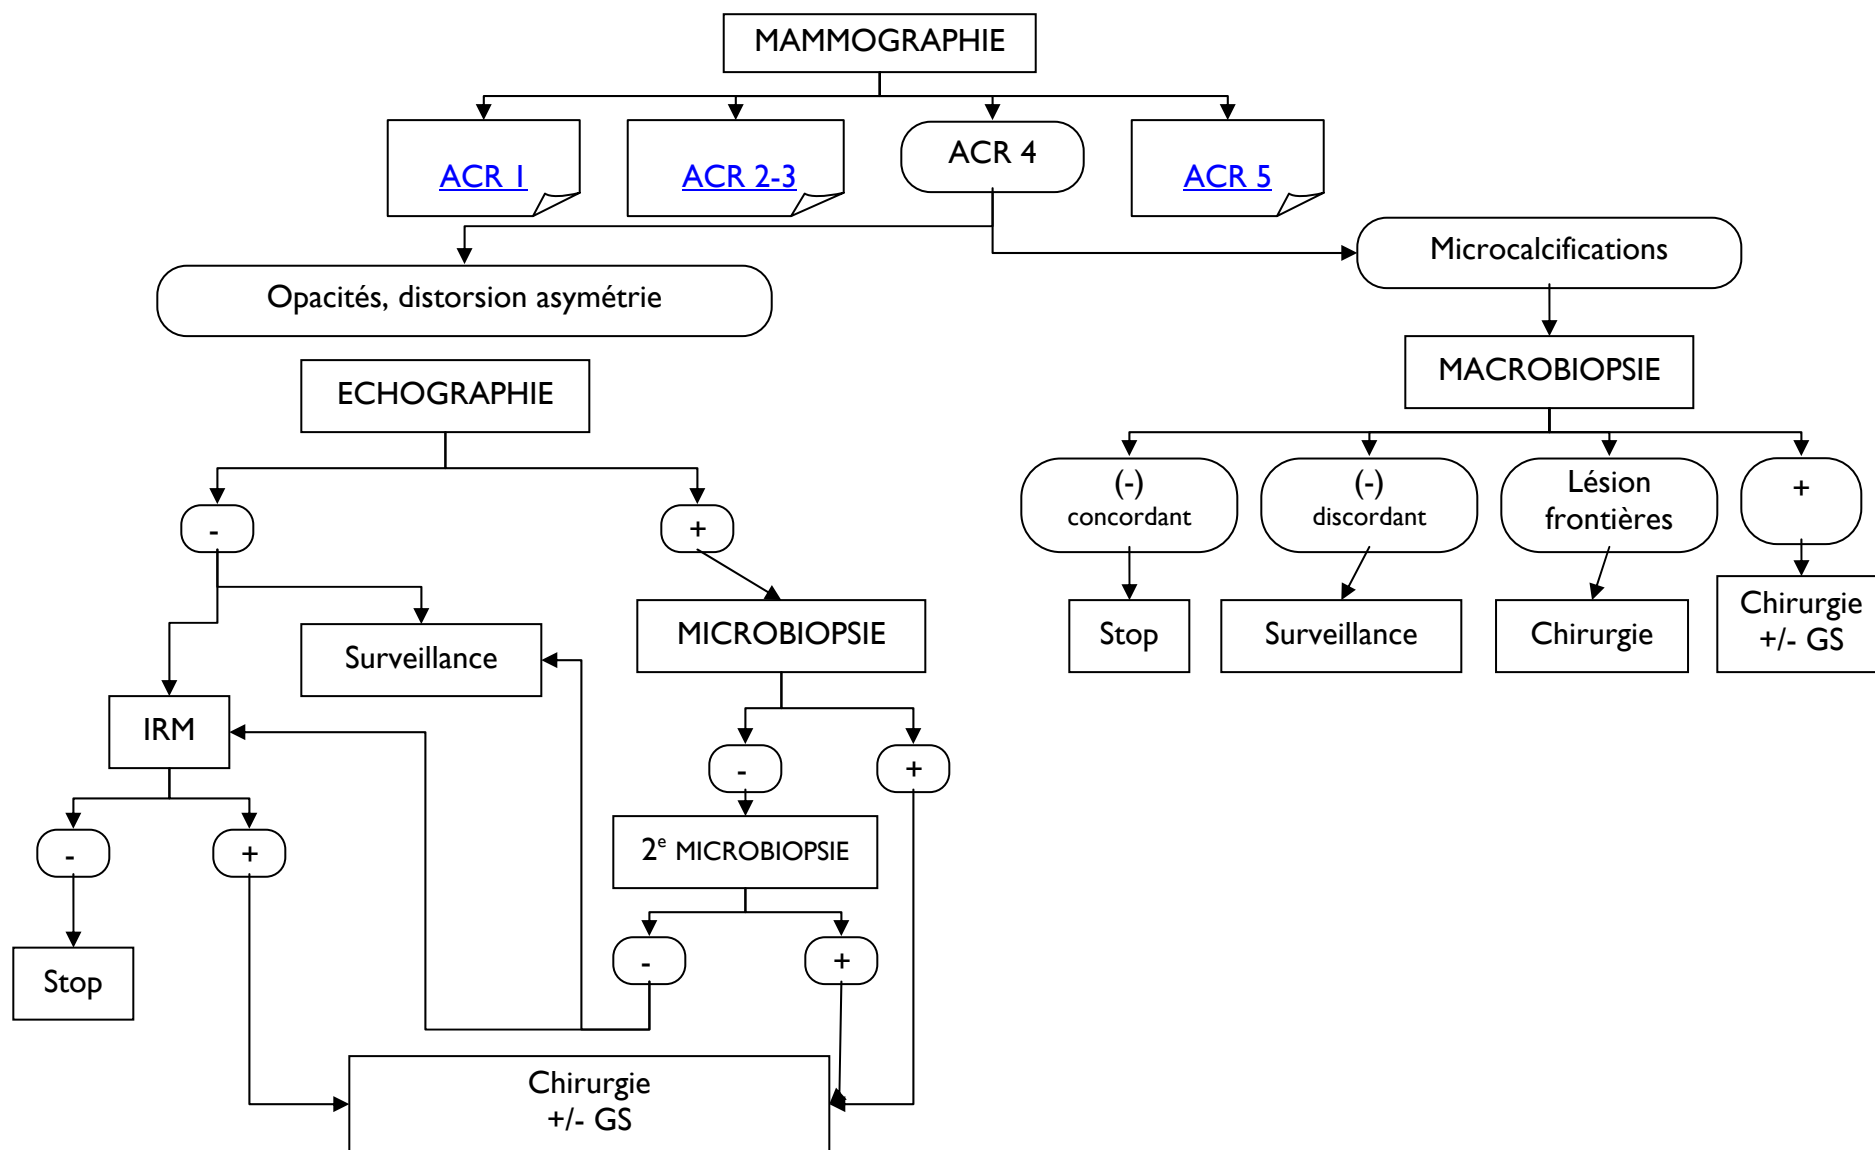 MAMMOGRAPHIE
ACR 1
ACR 2-3
ACR 4
ACR 5
Microcalcifications
Opacités, distorsion asymétrie
MACROBIOPSIE
ECHOGRAPHIE
(-)
concordant
(-)
discordant
Lésion
frontières
+
-
+
Stop
Surveillance
Chirurgie
Chirurgie
+/- GS
MICROBIOPSIE
Surveillance
IRM
-
+
-
+
2e MICROBIOPSIE
-
+
Stop
Chirurgie
+/- GS